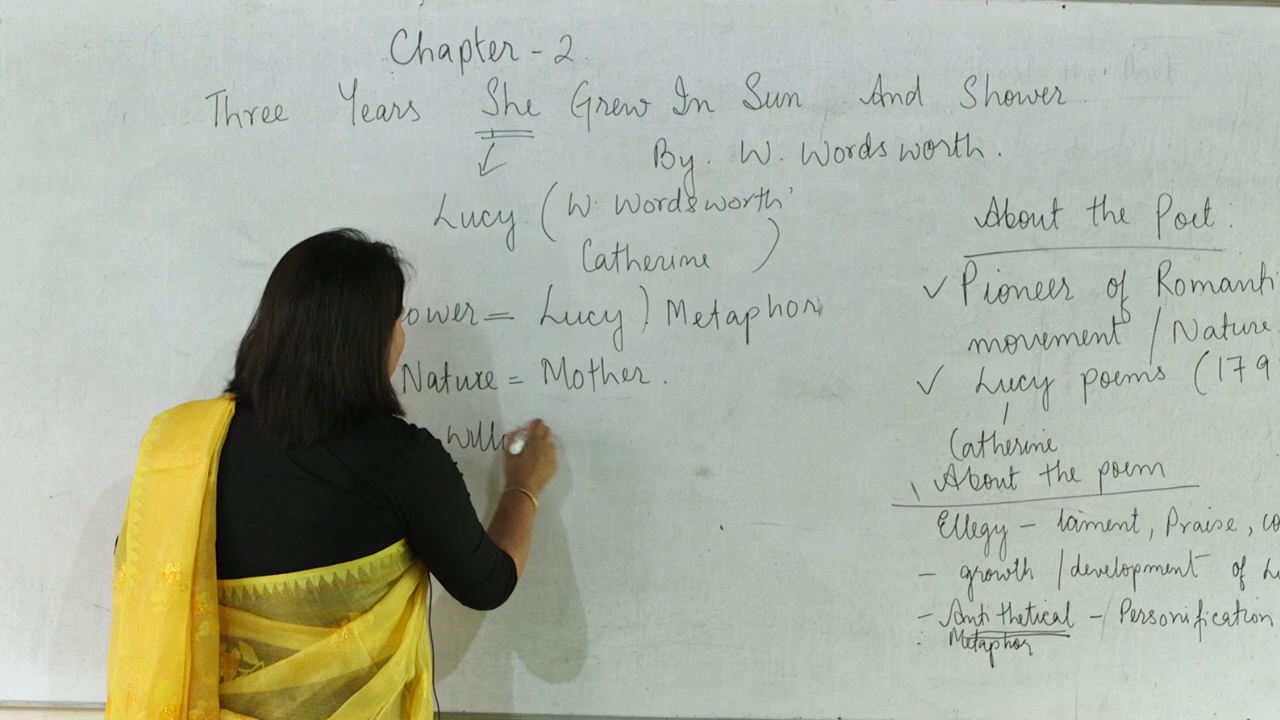 Chapter - 2
Three Years She Grew In Sun And Shower
By. W. Wordsworth.
Lucy (W. Wordsworth'
Catherine )
ower = Lucy ) Metaphor
Nature = Mother.
About the Poet:
✓ Pioneer of Romanti
movement / Nature
✓ Lucy poems (179
Catherine
About the poem
Ellegy - lament, Praise, co
- growth / development of L
- Anti thetical - Personification
Metaphor